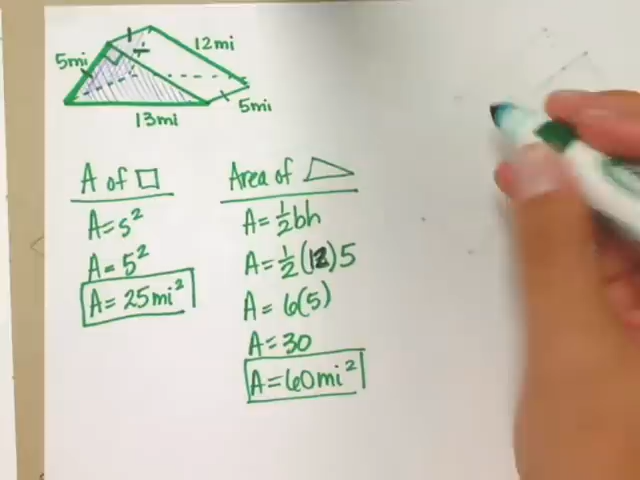 12mi
5mi
5mi
13mi
A of □
A = s²
A = 5²
A = 25mi²
Area of
A = ½bh
A = ½(12)5
A = 6(5)
A = 30
A = 60mi²